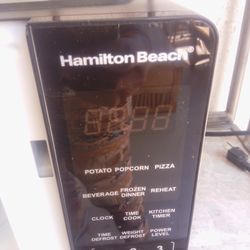 Hamilton Beach®
POTATO POPCORN PIZZA
BEVERAGE FROZEN DINNER REHEAT
CLOCK TIME COOK KITCHEN TIMER
TIME DEFROST WEIGHT DEFROST POWER LEVEL
3